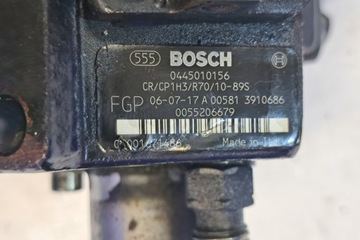 555 BOSCH
0445010156
CR/CP1H3/R70/10-89S
FGP 06-07-17 A 00581 3910686
0055206679
Made in